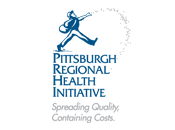 PITTSBURGH
REGIONAL
HEALTH
INITIATIVE
Spreading Quality,
Containing Costs.